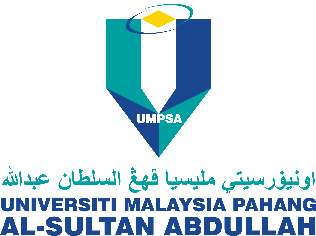 UMPSA
اونيۏرسيتي مليسيا ڤهڠ السلطان عبدالله
UNIVERSITI MALAYSIA PAHANG
AL-SULTAN ABDULLAH